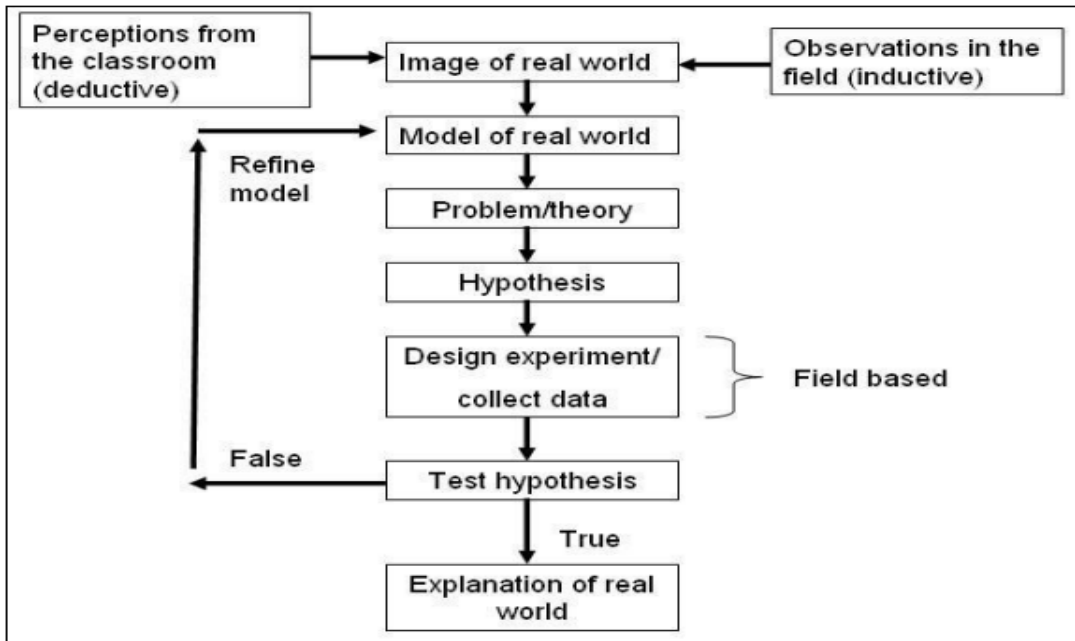 Perceptions from
the classroom
(deductive)
Image of real world
Observations in the
field (inductive)
Model of real world
Refine
model
Problem/theory
Hypothesis
Design experiment/
collect data
Field based
False
Test hypothesis
True
Explanation of real
world